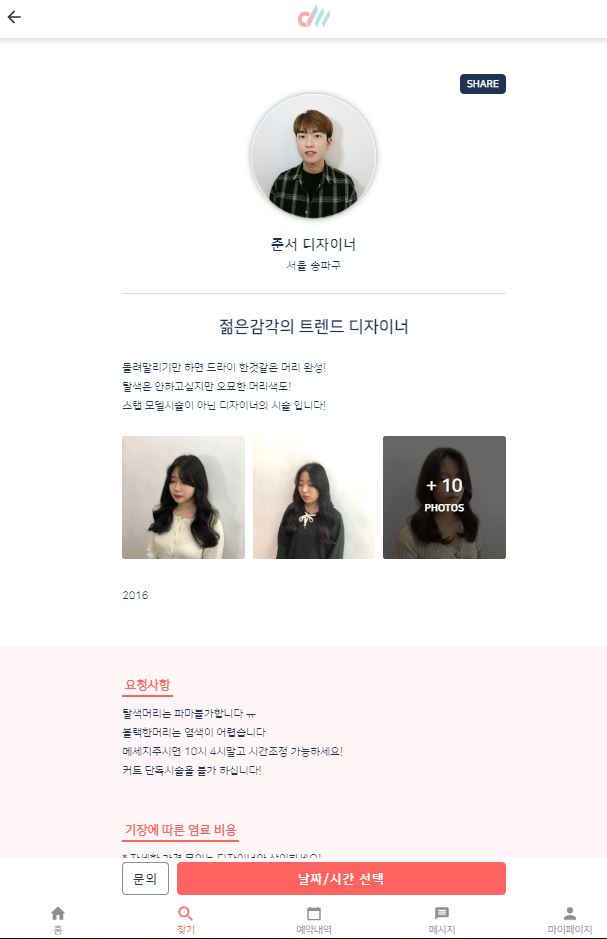 SHARE
준서 디자이너
서울 송파구
젊은감각의 트렌드 디자이너
돌려말리기만 하면 드라이 한것같은 머리 완성!
탈색은 안하고싶지만 오묘한 머리색도!
스탭 모델시술이 아닌 디자이너의 시술 입니다!
+ 10
PHOTOS
2016
요청사항
탈색머리는 파마불가합니다 ㅠ
블랙한머리는 염색이 어렵습니다
메세지주시면 10시 4시말고 시간조정 가능하세요!
커트 단독시술을 불가 하십니다!
기장에 따른 염료 비용
문의
날짜/시간 선택
홈
찾기
예약내역
메시지
마이페이지